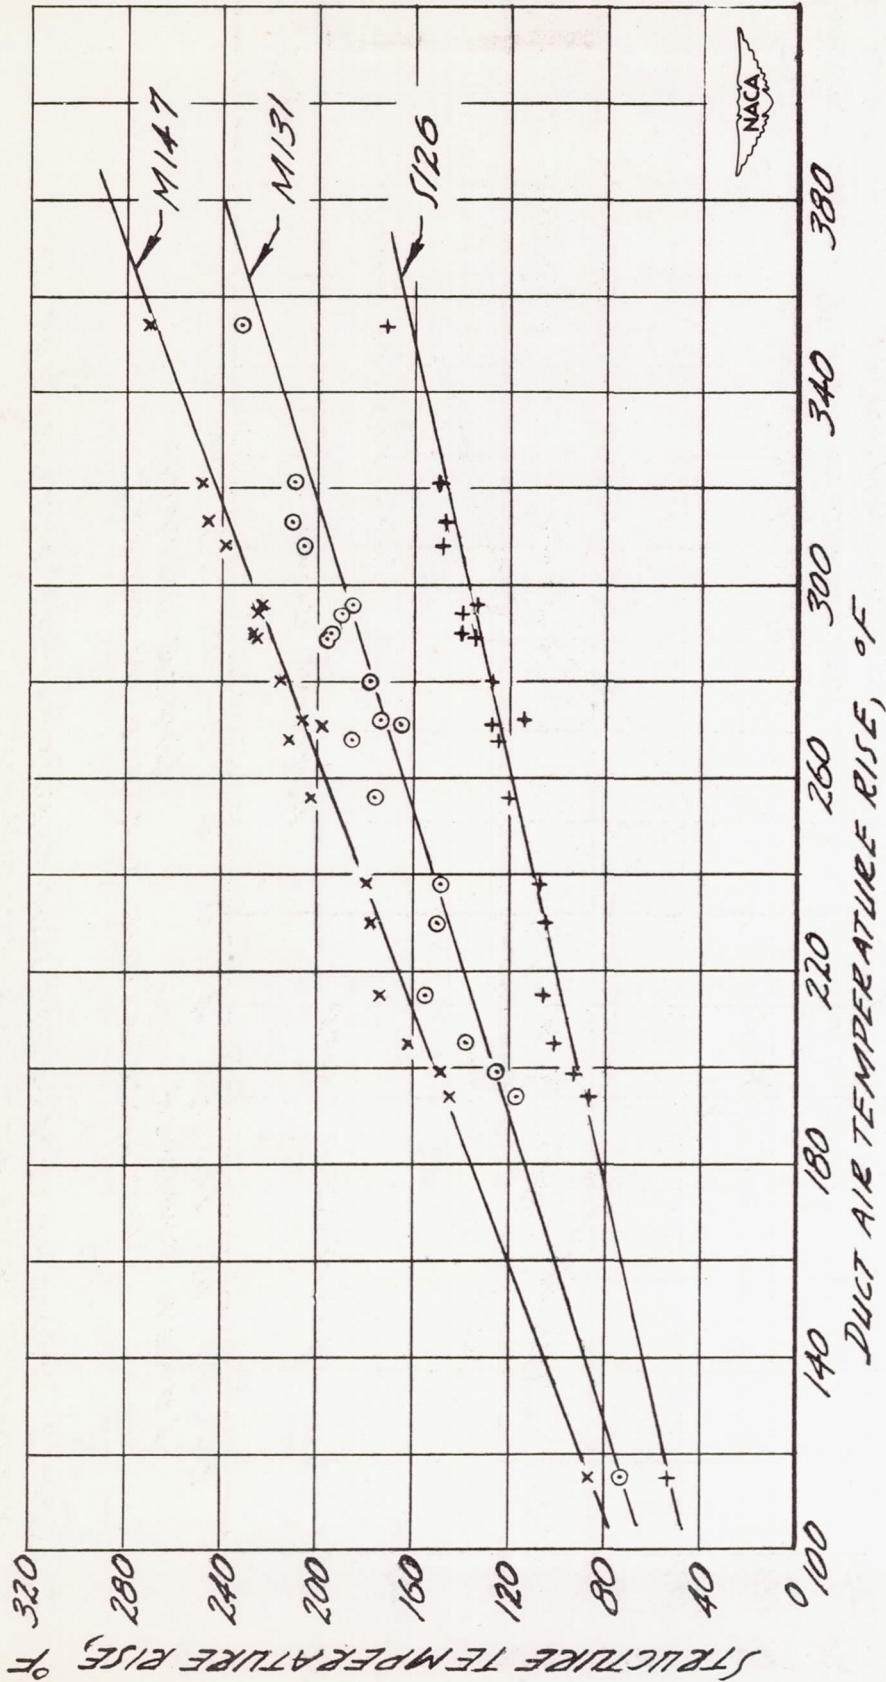 STRUCTURE TEMPERATURE RISE, °F
320
280
240
200
160
120
80
40
0
100
140
180
220
260
300
340
380
DUCT AIR TEMPERATURE RISE, °F
M147
M131
S126
NACA